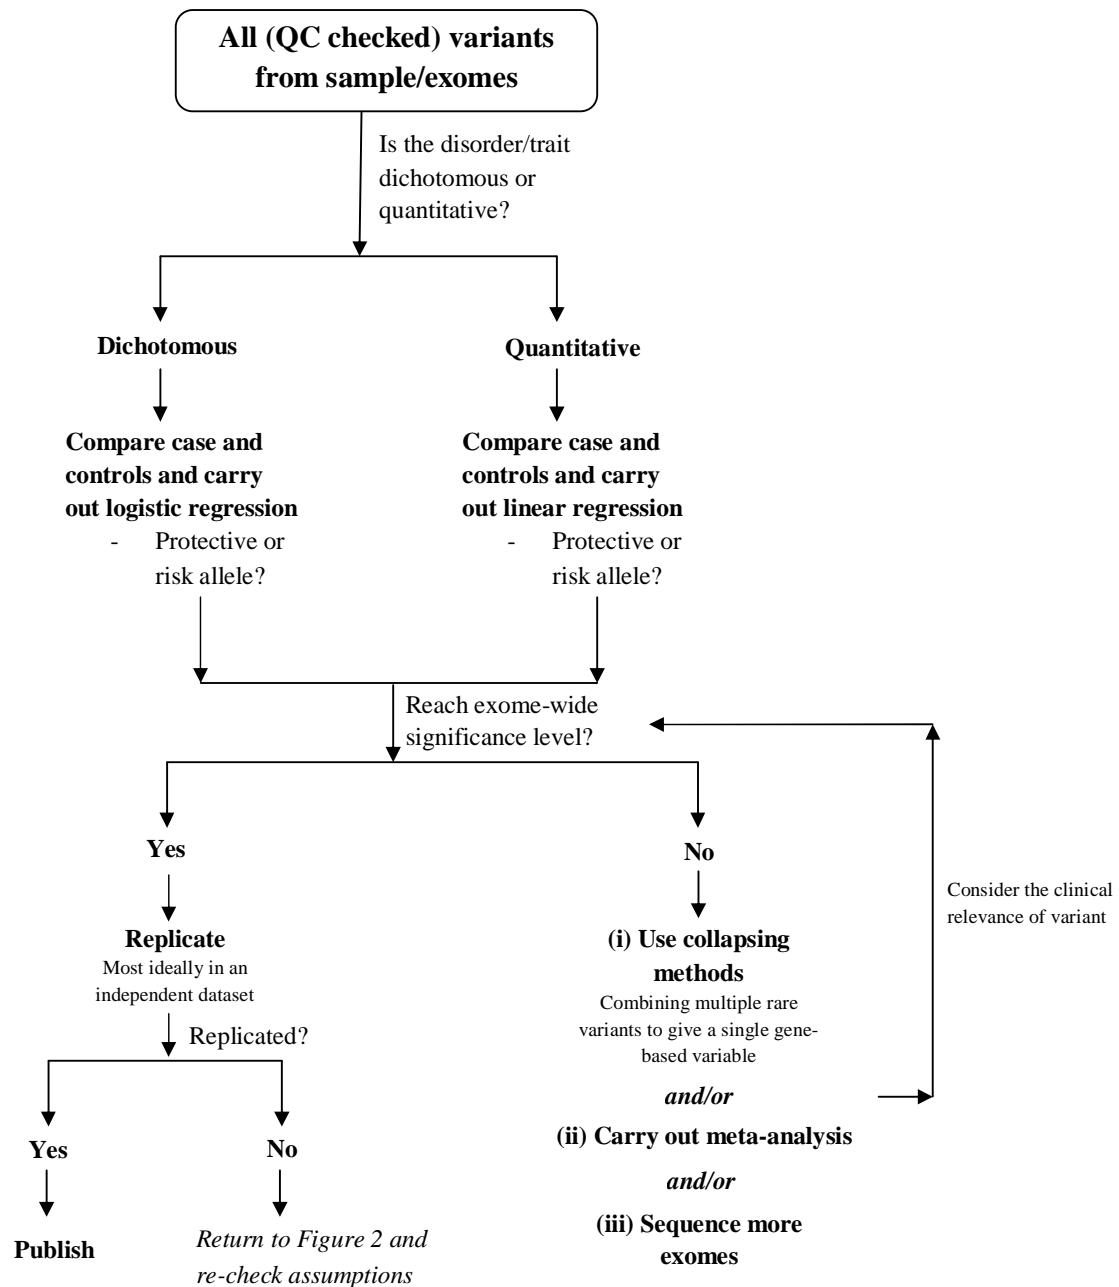 All (QC checked) variants
from sample/exomes
Is the disorder/trait
dichotomous or
quantitative?
Dichotomous
Quantitative
Compare case and
controls and carry
out logistic regression
- Protective or
risk allele?
Compare case and
controls and carry
out linear regression
- Protective or
risk allele?
Reach exome-wide
significance level?
Yes
No
Consider the clinical
relevance of variant
Replicate
Most ideally in an
independent dataset
Replicated?
(i) Use collapsing
methods
Combining multiple rare
variants to give a single gene-
based variable
and/or
(ii) Carry out meta-analysis
and/or
(iii) Sequence more
exomes
Yes
No
Publish
Return to Figure 2 and
re-check assumptions